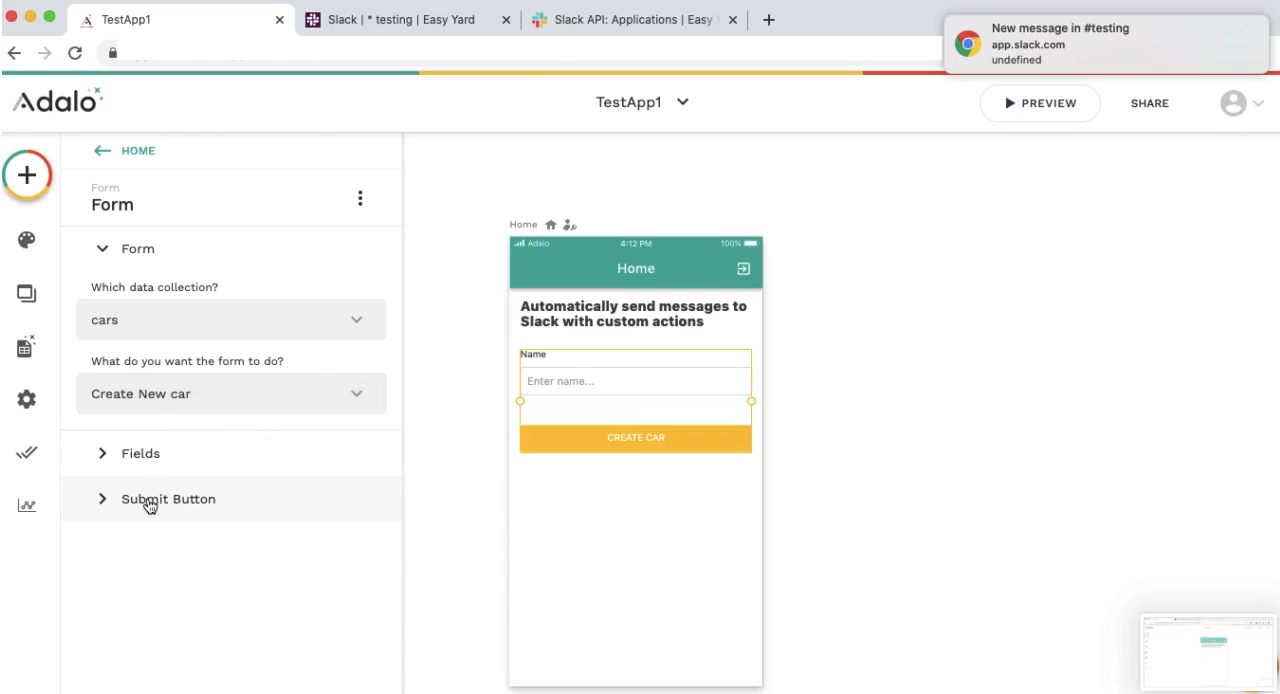 TestApp1
Slack | * testing | Easy Yard
Slack API: Applications | Easy
New message in #testing
app.slack.com
undefined
Adalo
TestApp1
PREVIEW
SHARE
HOME
Form
Form
Form
Which data collection?
cars
What do you want the form to do?
Create New car
Fields
Submit Button
Home
Adalo
4:12 PM
100%
Home
Automatically send messages to
Slack with custom actions
Name
Enter name...
CREATE CAR